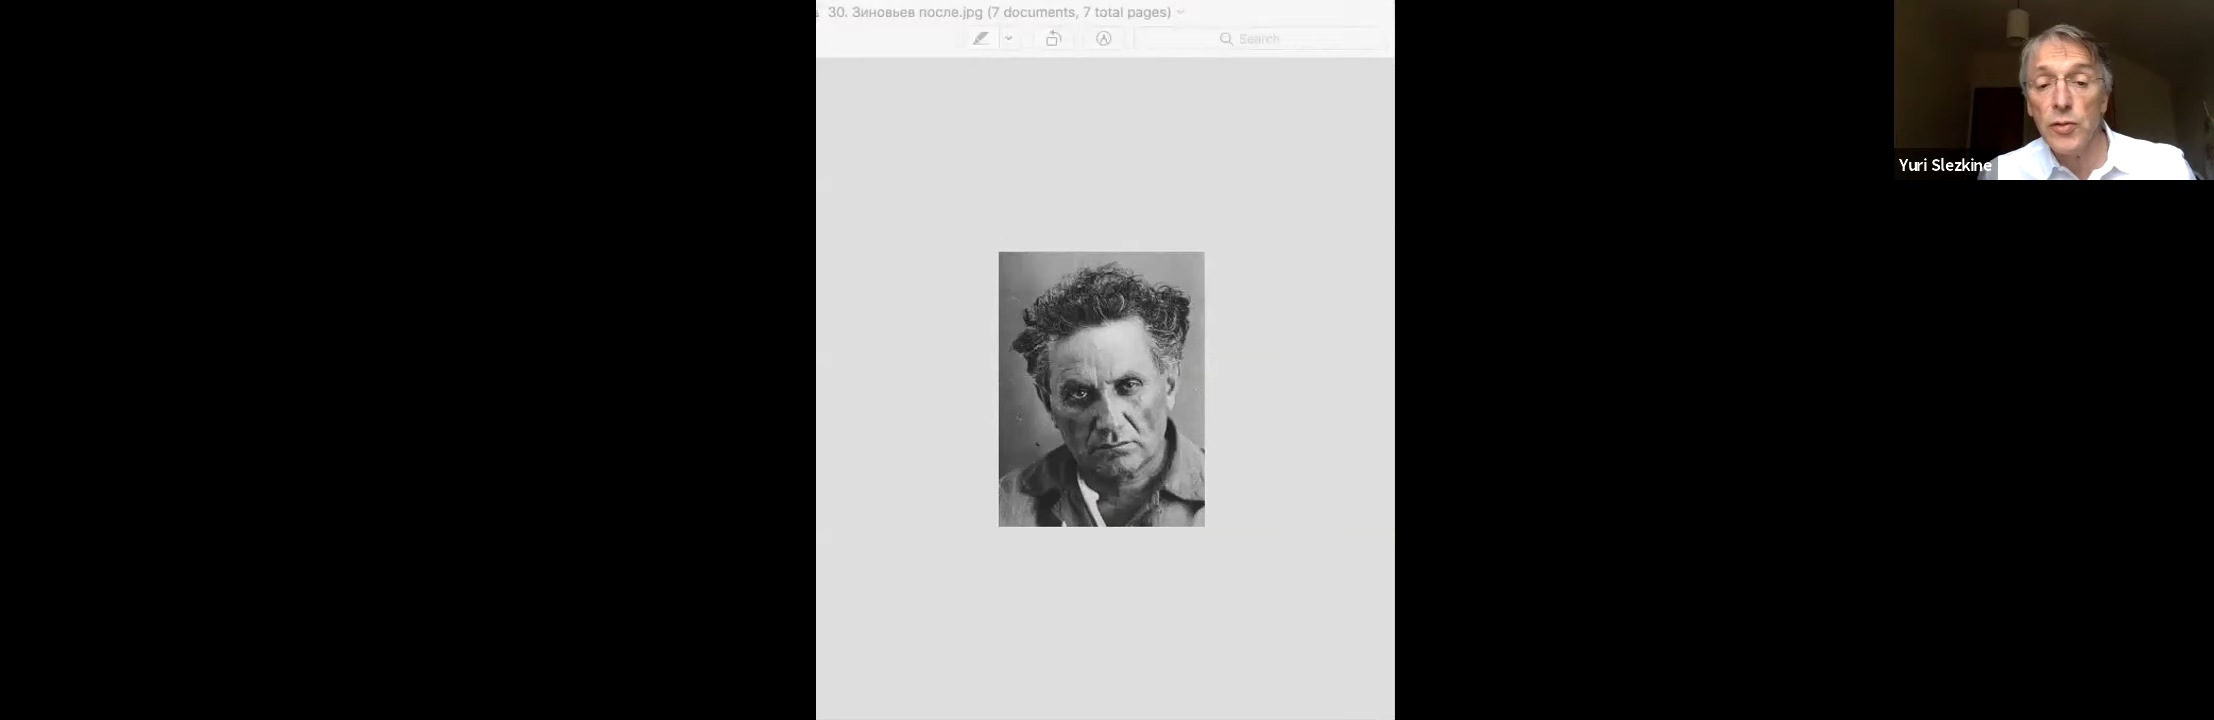 30. Зиновьев после.jpg (7 documents, 7 total pages)
Search
Yuri Slezkine